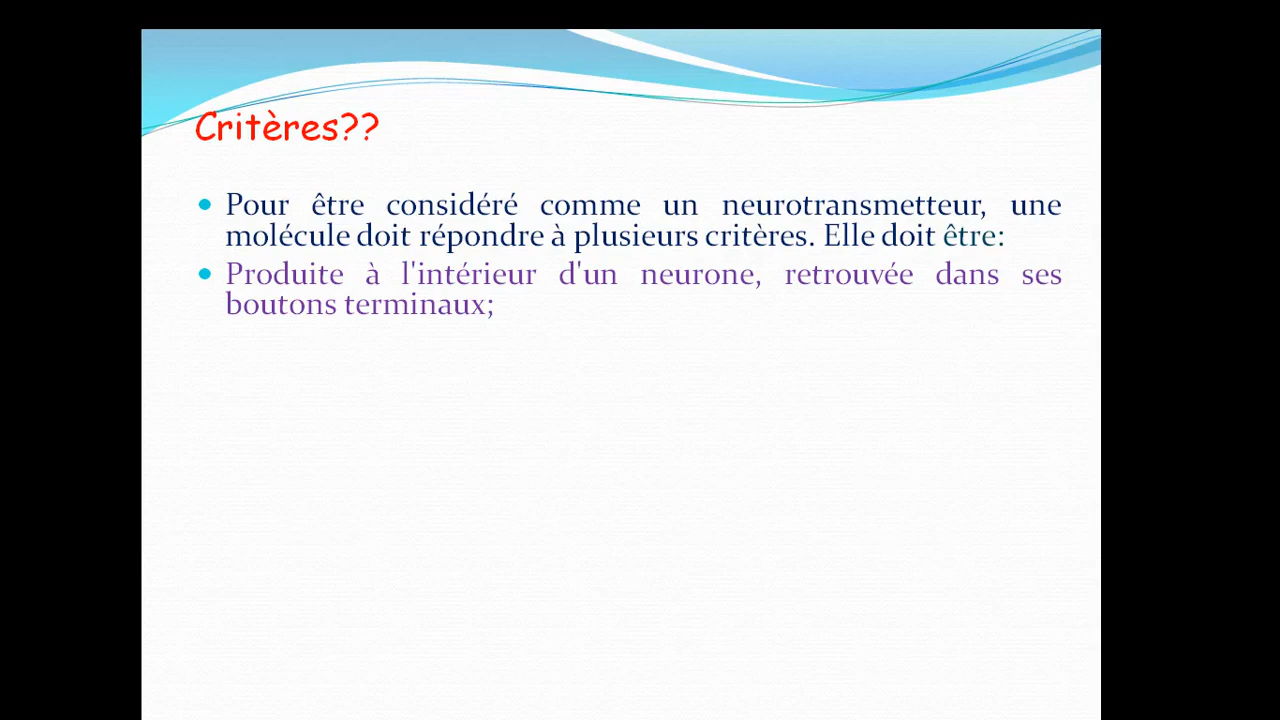 Critères??
Pour être considéré comme un neurotransmetteur, une
molécule doit répondre à plusieurs critères. Elle doit être:
Produite à l'intérieur d'un neurone, retrouvée dans ses
boutons terminaux;